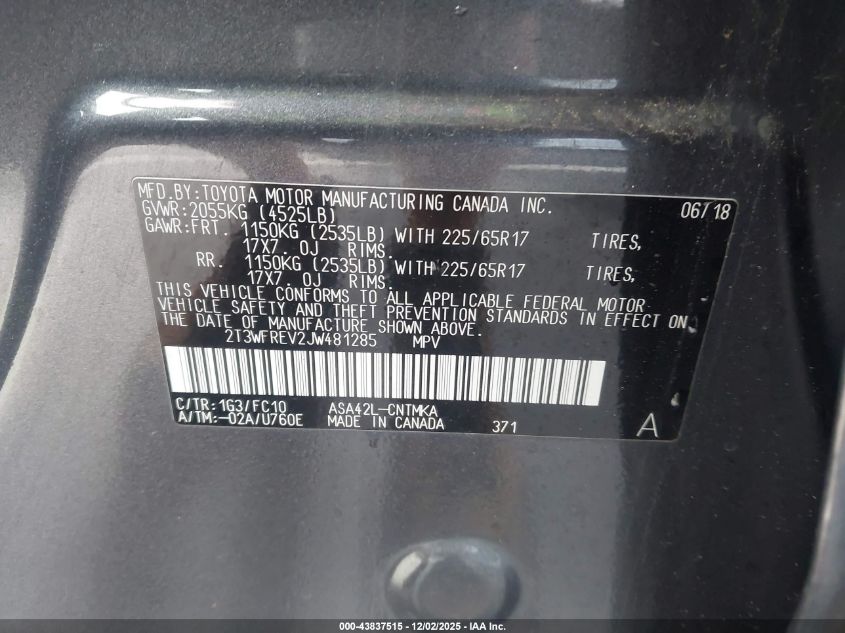 MFD.BY:TOYOTA MOTOR MANUFACTURING CANADA INC. 06/18
GVWR:2055KG (4525LB)
GAWR:FRT. 1150KG (2535LB) WITH 225/65R17 TIRES,
17X7 0J RIMS.
RR. 1150KG (2535LB) WITH 225/65R17 TIRES,
17X7 0J RIMS.
THIS VEHICLE CONFORMS TO ALL APPLICABLE FEDERAL MOTOR
VEHICLE SAFETY AND THEFT PREVENTION STANDARDS IN EFFECT ON
THE DATE OF MANUFACTURE SHOWN ABOVE.
2T3WFREV2JW481285 MPV
C/TR:1G3/FC10 ASA42L-CNTMKA
A/TM:-02A/U760E MADE IN CANADA 371 A
000-43837515 - 12/02/2025 - IAA Inc.